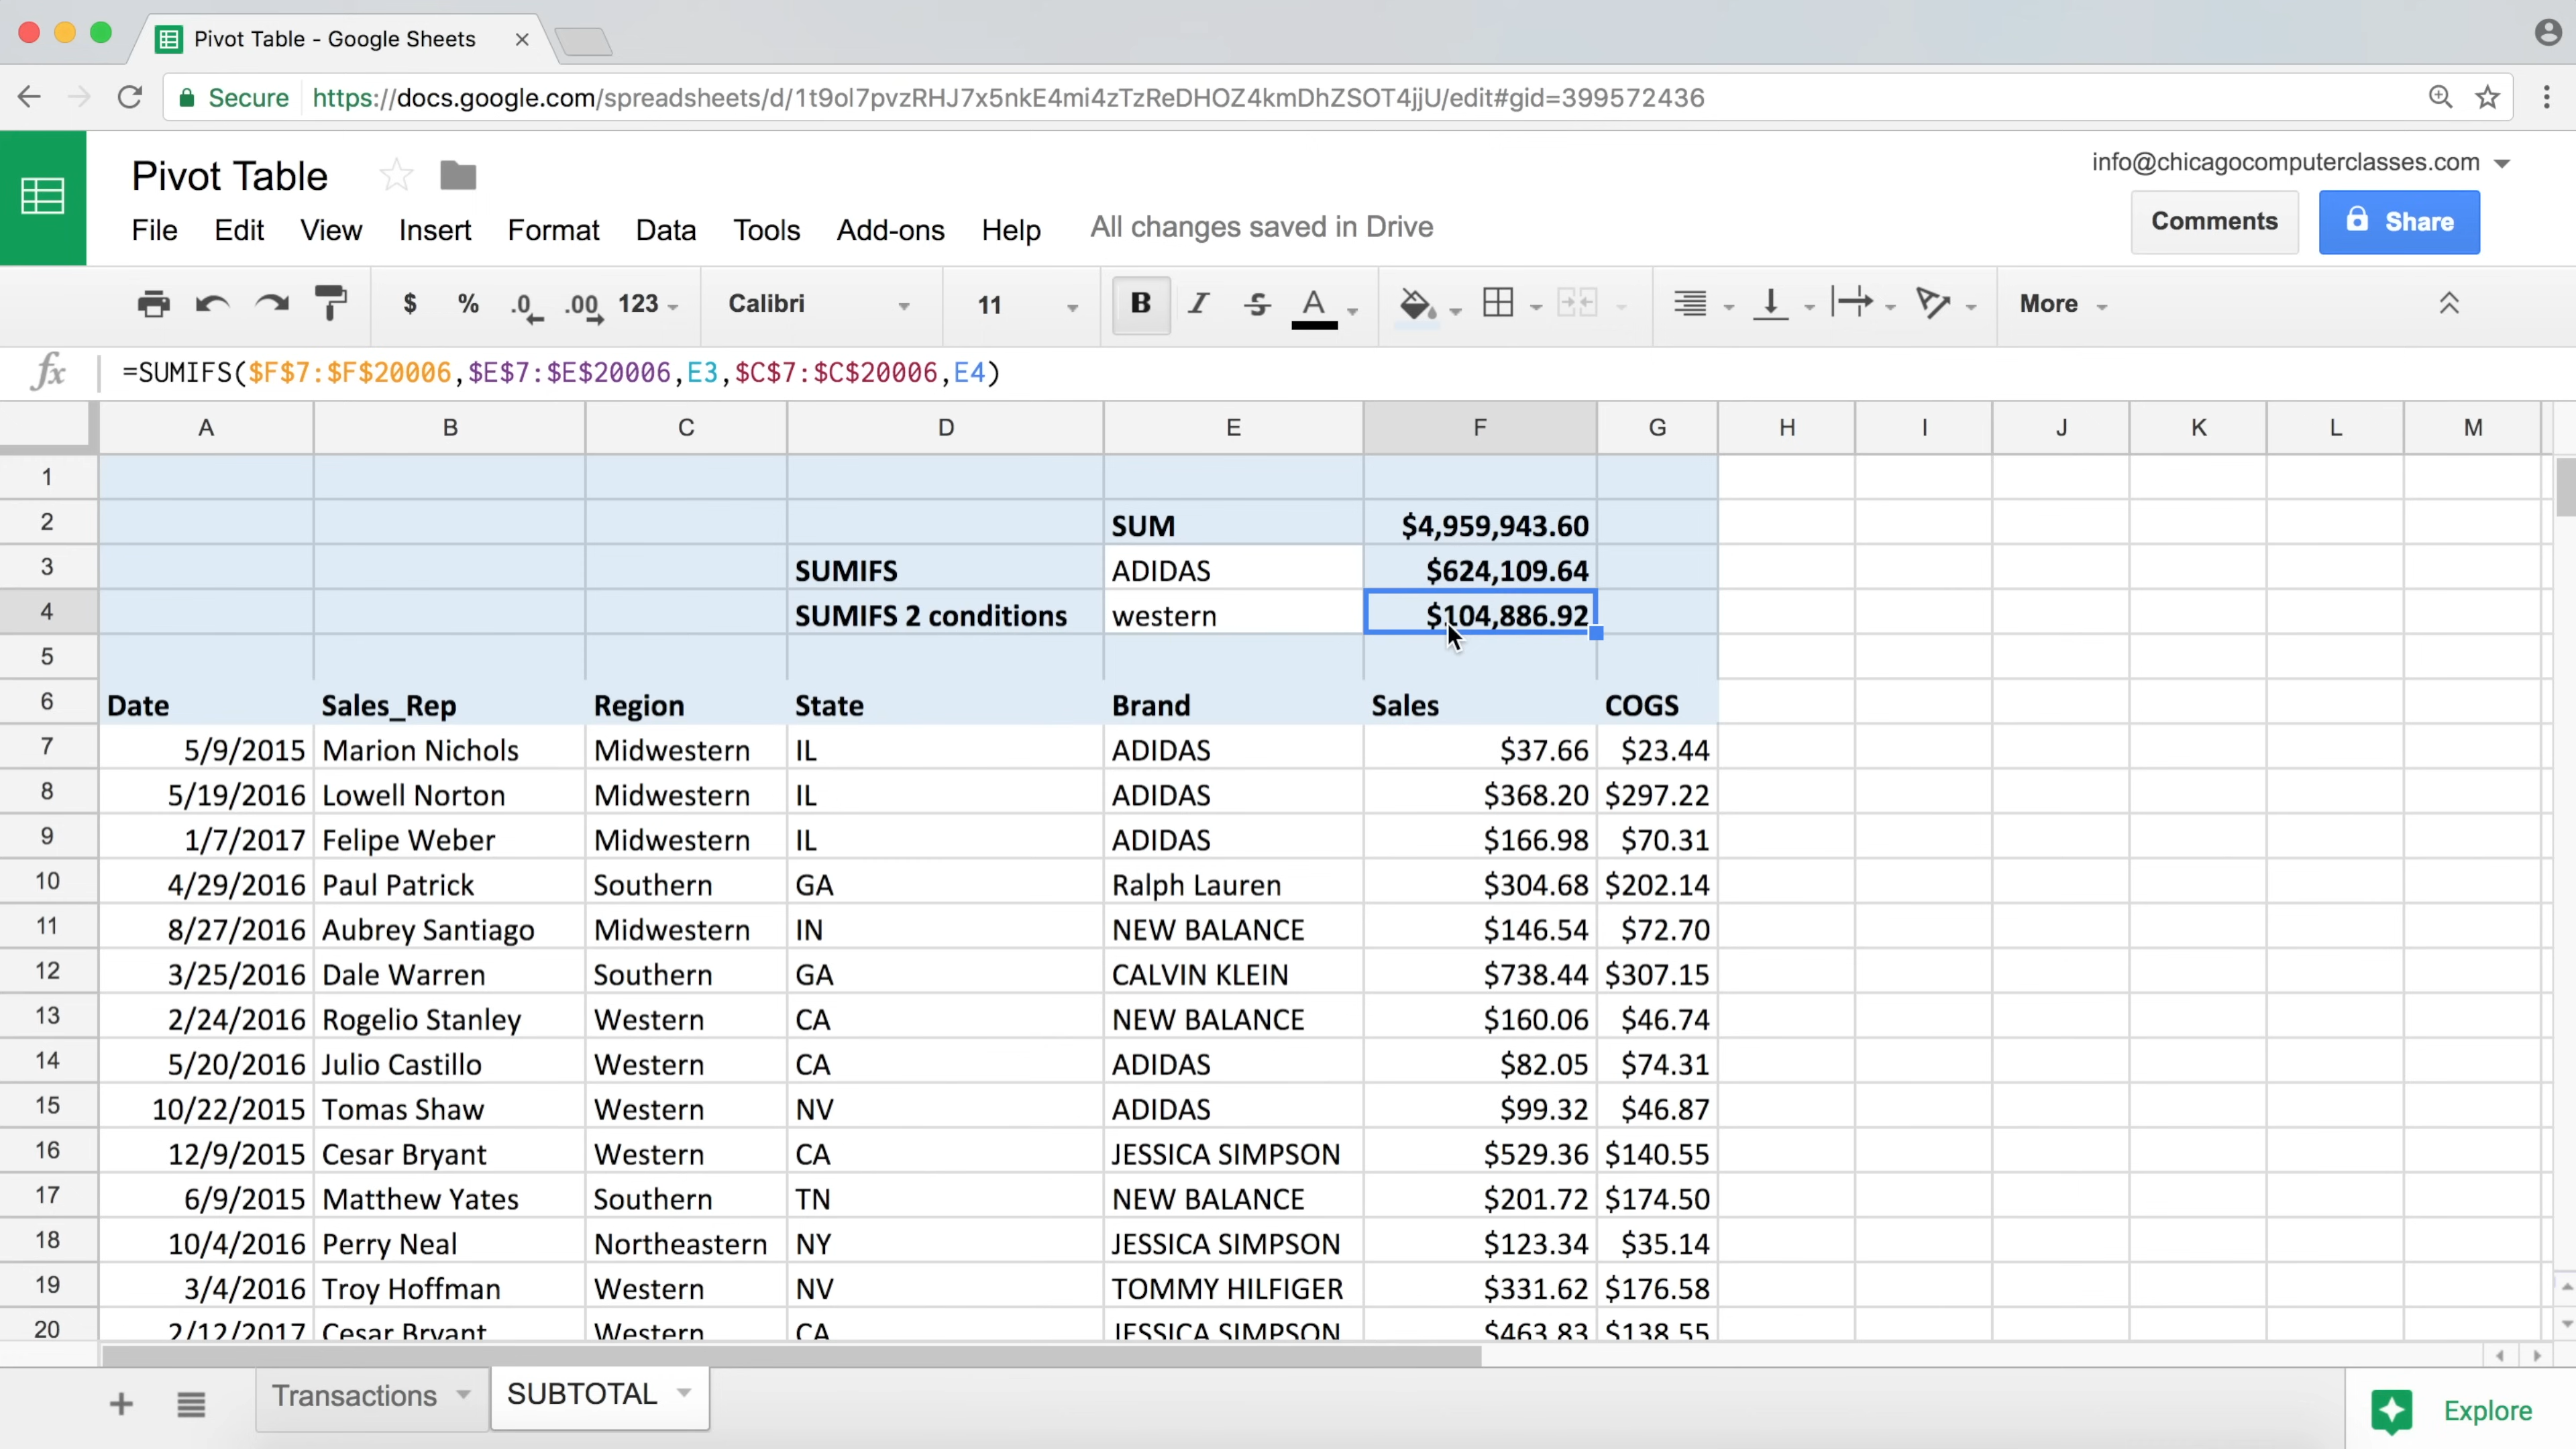 Pivot Table - Google Sheets
Secure https://docs.google.com/spreadsheets/d/1t9ol7pvzRHJ7x5nkE4mi4zTzReDHOZ4kmDhZSOT4jjU/edit#gid=399572436
Pivot Table
info@chicagocomputerclasses.com
File Edit View Insert Format Data Tools Add-ons Help All changes saved in Drive
Comments Share
$ % .0 .00 123 Calibri 11 B I S A More
fx =SUMIFS($F$7:$F$20006,$E$7:$E$20006,E3,$C$7:$C$20006,E4)
A B C D E F G H I J K L M
1
2 SUM $4,959,943.60
3 SUMIFS ADIDAS $624,109.64
4 SUMIFS 2 conditions western $104,886.92
5
6 Date Sales_Rep Region State Brand Sales COGS
7 5/9/2015 Marion Nichols Midwestern IL ADIDAS $37.66 $23.44
8 5/19/2016 Lowell Norton Midwestern IL ADIDAS $368.20 $297.22
9 1/7/2017 Felipe Weber Midwestern IL ADIDAS $166.98 $70.31
10 4/29/2016 Paul Patrick Southern GA Ralph Lauren $304.68 $202.14
11 8/27/2016 Aubrey Santiago Midwestern IN NEW BALANCE $146.54 $72.70
12 3/25/2016 Dale Warren Southern GA CALVIN KLEIN $738.44 $307.15
13 2/24/2016 Rogelio Stanley Western CA NEW BALANCE $160.06 $46.74
14 5/20/2016 Julio Castillo Western CA ADIDAS $82.05 $74.31
15 10/22/2015 Tomas Shaw Western NV ADIDAS $99.32 $46.87
16 12/9/2015 Cesar Bryant Western CA JESSICA SIMPSON $529.36 $140.55
17 6/9/2015 Matthew Yates Southern TN NEW BALANCE $201.72 $174.50
18 10/4/2016 Perry Neal Northeastern NY JESSICA SIMPSON $123.34 $35.14
19 3/4/2016 Troy Hoffman Western NV TOMMY HILFIGER $331.62 $176.58
20 2/12/2017 Cesar Bryant Western CA JESSICA SIMPSON $463.83 $138.55
Transactions SUBTOTAL Explore